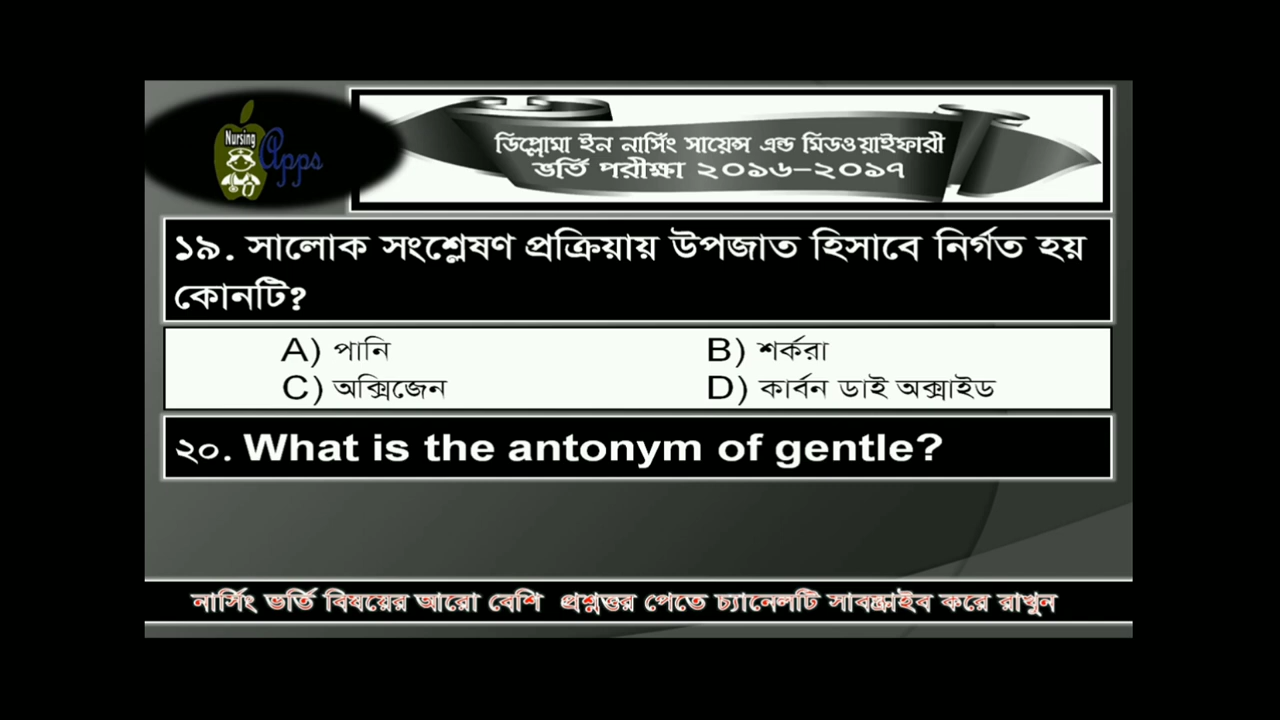 Nursing
Apps
ডিপ্লোমা ইন নার্সিং সায়েন্স এন্ড মিডওয়াইফারী
ভর্তি পরীক্ষা ২০১৬-২০১৭
১৯. সালোক সংশ্লেষণ প্রক্রিয়ায় উপজাত হিসাবে নির্গত হয়
কোনটি?
A) পানি B) শর্করা
C) অক্সিজেন D) কার্বন ডাই অক্সাইড
২০. What is the antonym of gentle?
নার্সিং ভর্তি বিষয়ের আরো বেশি প্রশ্নত্তর পেতে চ্যানেলটি সাবস্ক্রাইব করে রাখুন